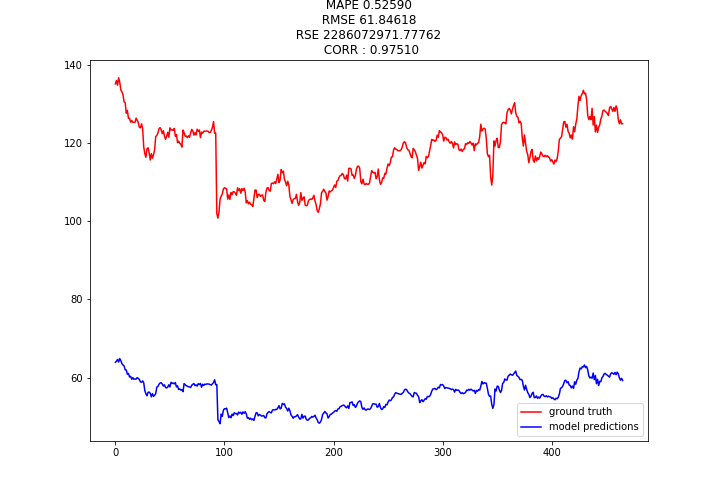 MAPE 0.52590
RMSE 61.84618
RSE 2286072971.77762
CORR : 0.97510
140
120
100
80
60
0
100
200
300
400
ground truth
model predictions